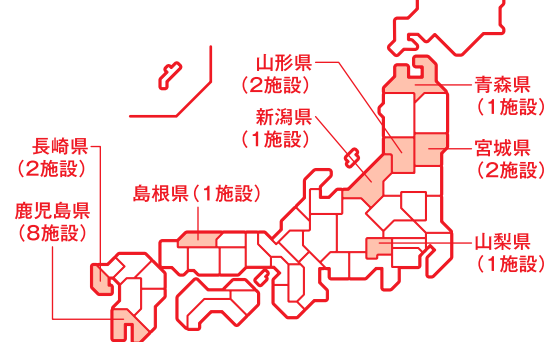 山形県
(2施設)
青森県
(1施設)
新潟県
(1施設)
長崎県
(2施設)
宮城県
(2施設)
島根県(1施設)
鹿児島県
(8施設)
山梨県
(1施設)